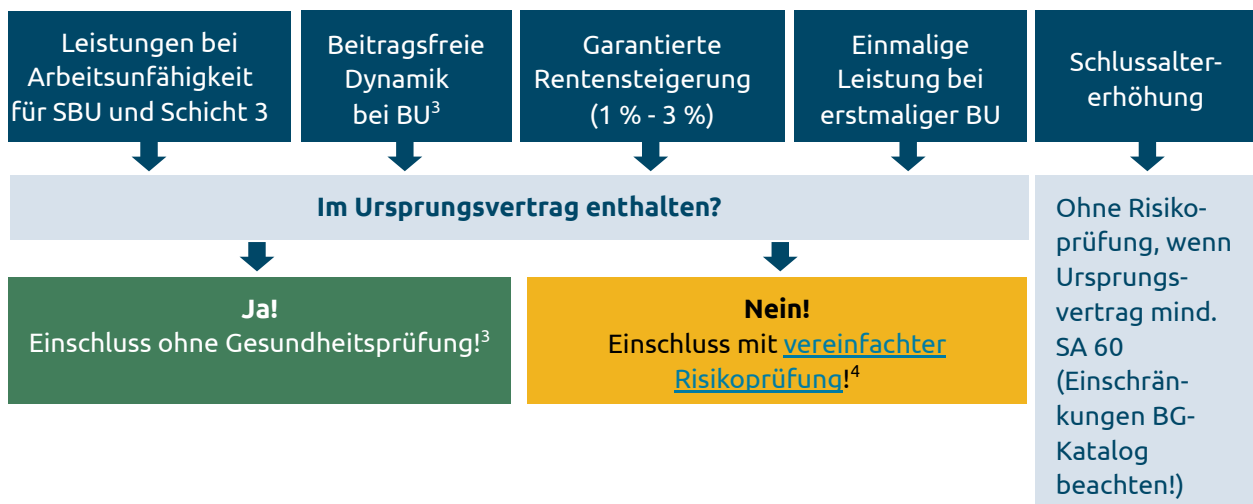 Leistungen bei
Arbeitsunfähigkeit
für SBU und Schicht 3
Beitragsfreie
Dynamik
bei BU³
Garantierte
Rentensteigerung
(1 % - 3 %)
Einmalige
Leistung bei
erstmaliger BU
Schlussalter-
erhöhung
Im Ursprungsvertrag enthalten?
Ja!
Einschluss ohne Gesundheitsprüfung!³
Nein!
Einschluss mit vereinfachter
Risikoprüfung!⁴
Ohne Risiko-
prüfung, wenn
Ursprungs-
vertrag mind.
SA 60
(Einschrän-
kungen BG-
Katalog
beachten!)